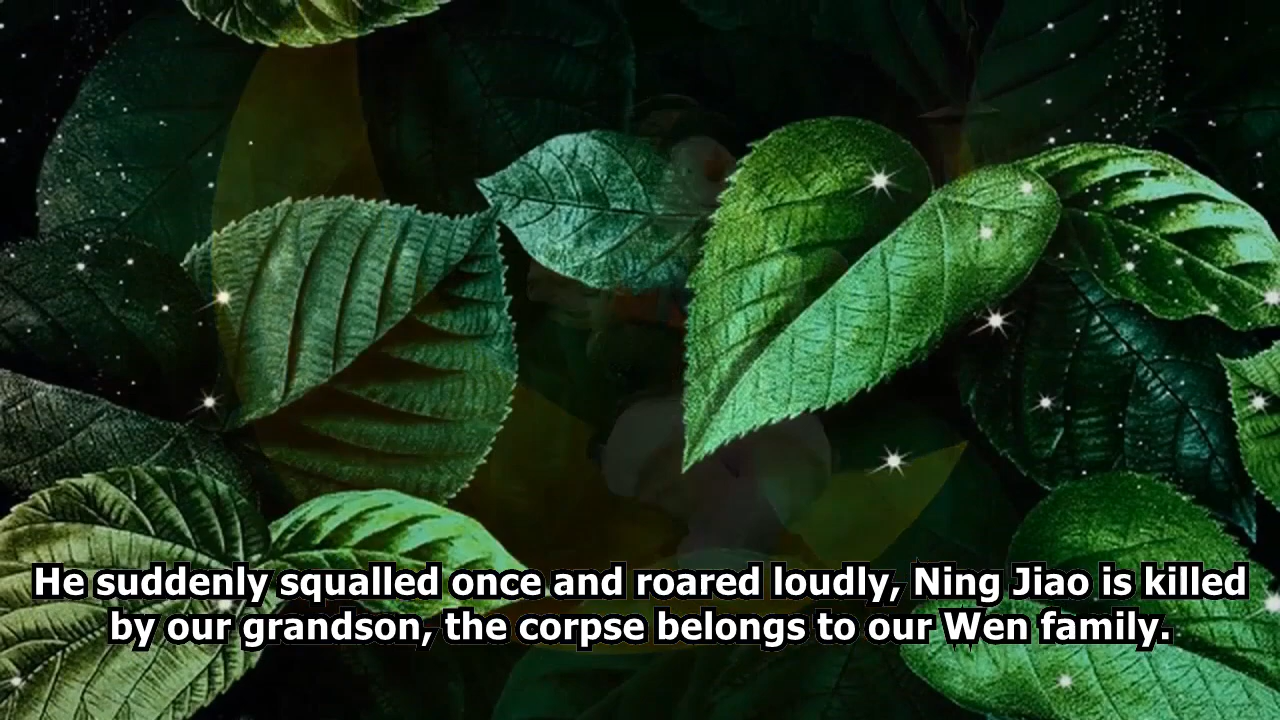 He suddenly squalled once and roared loudly, Ning Jiao is killed
by our grandson, the corpse belongs to our Wen family.